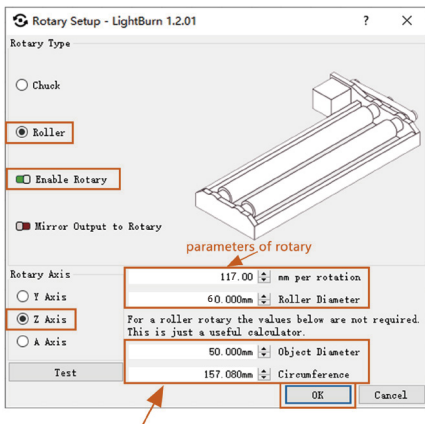 Rotary Setup - LightBurn 1.2.01 ? ×
Rotary Type
Chuck
Roller
Enable Rotary
Mirror Output to Rotary
parameters of rotary
Rotary Axis
117.00 mm per rotation
Y Axis
60.000mm Roller Diameter
Z Axis
For a roller rotary the values below are not required.
This is just a useful calculator.
A Axis
50.000mm Object Diameter
Test
157.080mm Circumference
OK Cancel